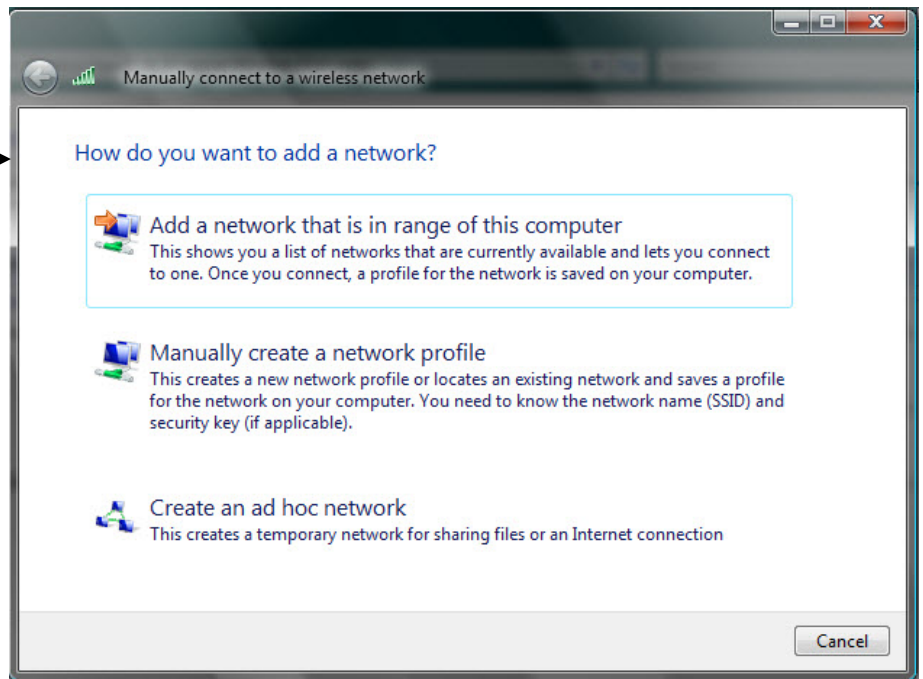 Manually connect to a wireless network
How do you want to add a network?
Add a network that is in range of this computer
This shows you a list of networks that are currently available and lets you connect
to one. Once you connect, a profile for the network is saved on your computer.
Manually create a network profile
This creates a new network profile or locates an existing network and saves a profile
for the network on your computer. You need to know the network name (SSID) and
security key (if applicable).
Create an ad hoc network
This creates a temporary network for sharing files or an Internet connection
Cancel